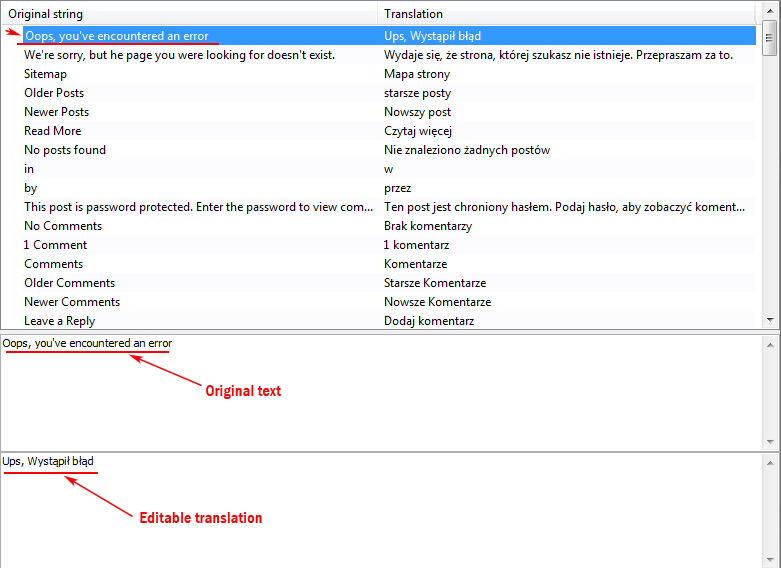 Original string Translation
Oops, you've encountered an error Ups, Wystąpił błąd
We're sorry, but he page you were looking for doesn't exist. Wydaje się, że strona, której szukasz nie istnieje. Przepraszam za to.
Sitemap Mapa strony
Older Posts starsze posty
Newer Posts Nowszy post
Read More Czytaj więcej
No posts found Nie znaleziono żadnych postów
in w
by przez
This post is password protected. Enter the password to view com... Ten post jest chroniony hasłem. Podaj hasło, aby zobaczyć koment...
No Comments Brak komentarzy
1 Comment 1 komentarz
Comments Komentarze
Older Comments Starsze Komentarze
Newer Comments Nowsze Komentarze
Leave a Reply Dodaj komentarz
Oops, you've encountered an error
Original text
Ups, Wystąpił błąd
Editable translation